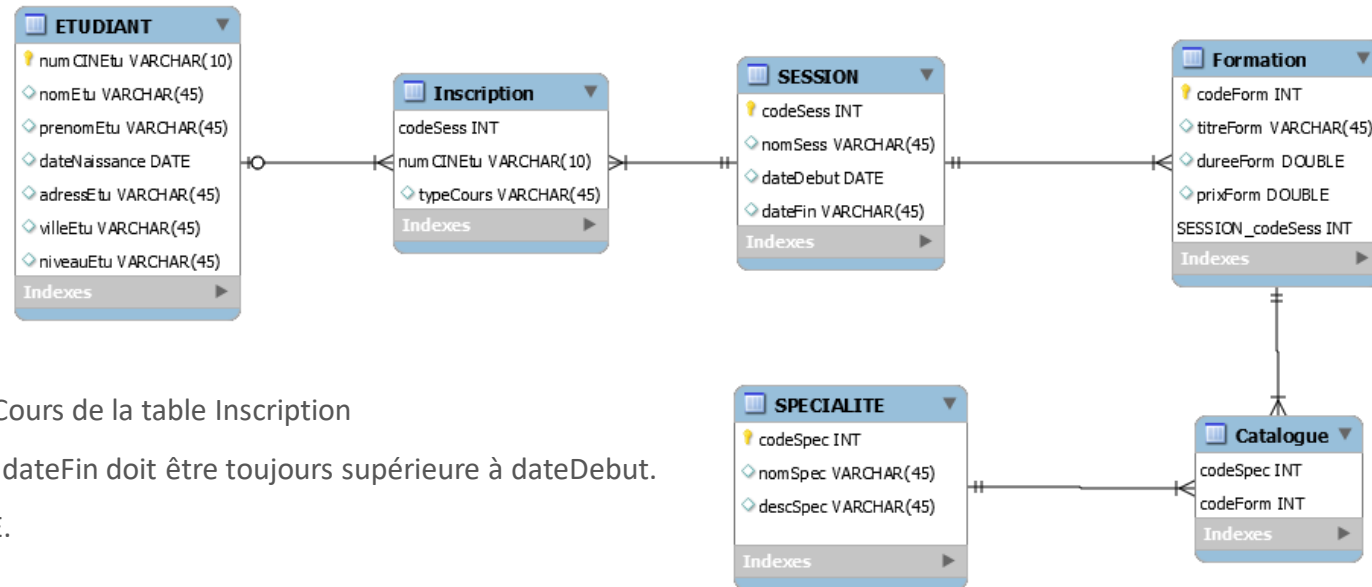 ETUDIANT
numCINEtu VARCHAR(10)
nomEtu VARCHAR(45)
prenomEtu VARCHAR(45)
dateNaissance DATE
adressEtu VARCHAR(45)
villeEtu VARCHAR(45)
niveauEtu VARCHAR(45)
Indexes
Inscription
codeSess INT
numCINEtu VARCHAR(10)
typeCours VARCHAR(45)
Indexes
SESSION
codeSess INT
nomSess VARCHAR(45)
dateDebut DATE
dateFin VARCHAR(45)
Indexes
Formation
codeForm INT
titreForm VARCHAR(45)
dureeForm DOUBLE
prixForm DOUBLE
SESSION_codeSess INT
Indexes
Cours de la table Inscription
dateFin doit être toujours supérieure à dateDebut.
E.
SPECIALITE
codeSpec INT
nomSpec VARCHAR(45)
descSpec VARCHAR(45)
Indexes
Catalogue
codeSpec INT
codeForm INT
Indexes